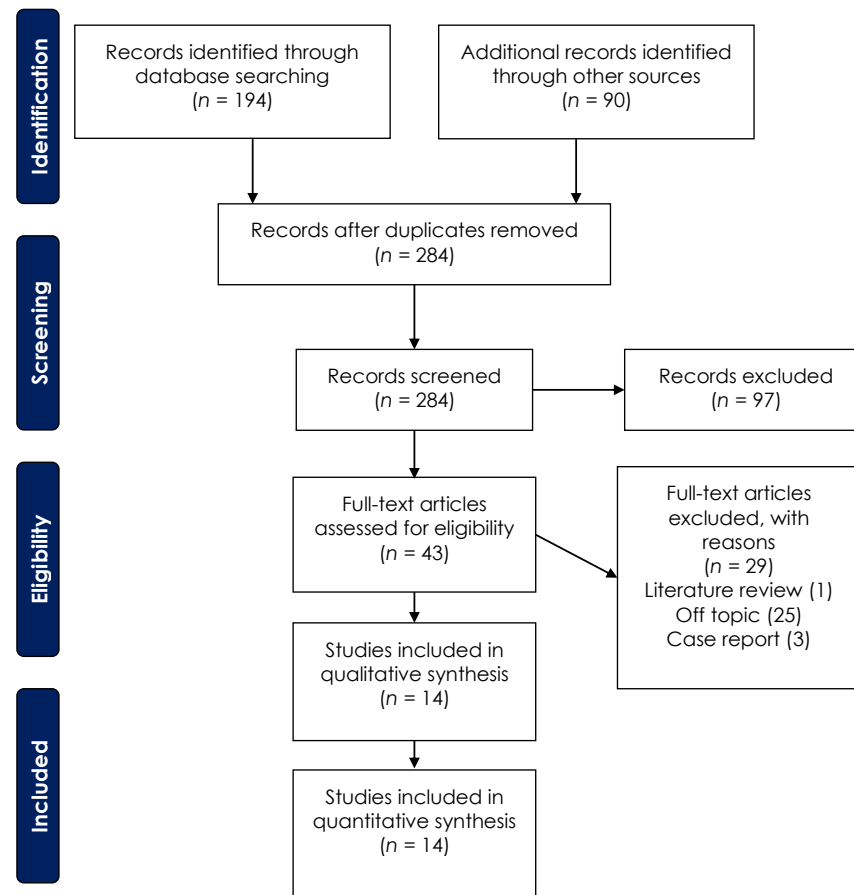 Identification
Records identified through
database searching
(n = 194)
Additional records identified
through other sources
(n = 90)
Records after duplicates removed
(n = 284)
Screening
Records screened
(n = 284)
Records excluded
(n = 97)
Eligibility
Full-text articles
assessed for eligibility
(n = 43)
Full-text articles
excluded, with
reasons
(n = 29)
Literature review (1)
Off topic (25)
Case report (3)
Studies included in
qualitative synthesis
(n = 14)
Included
Studies included in
quantitative synthesis
(n = 14)